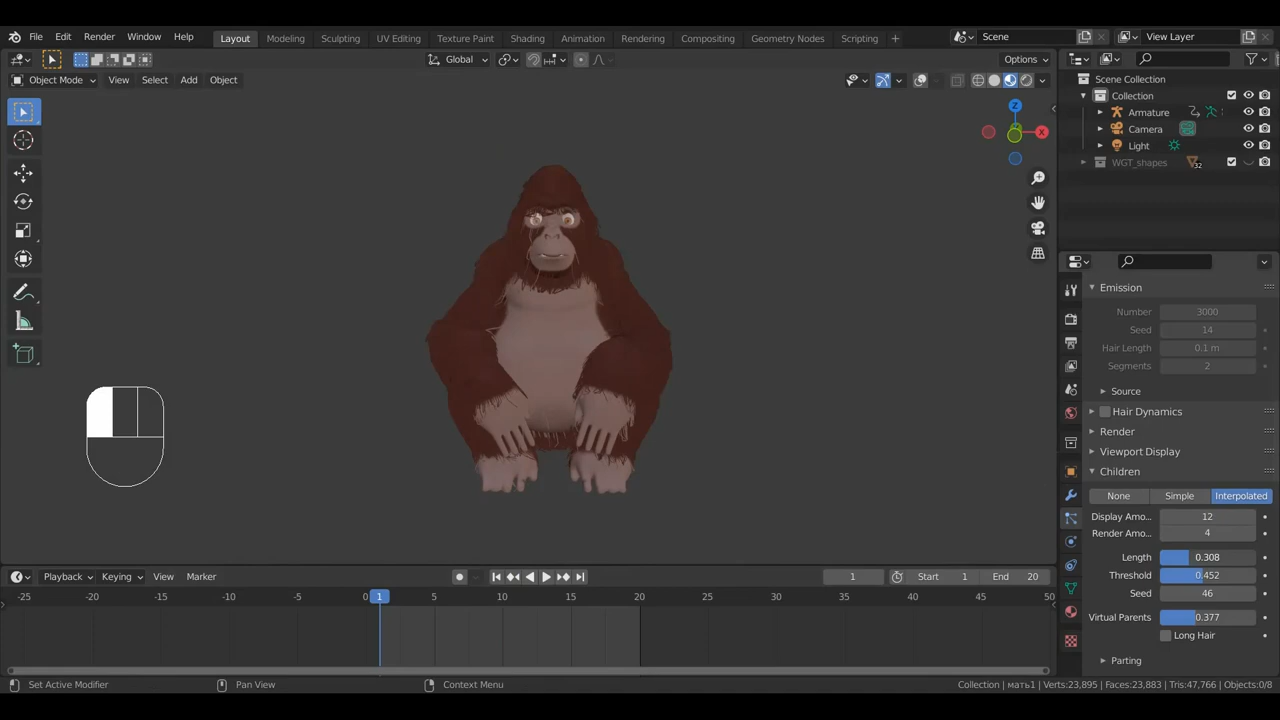 File Edit Render Window Help
Layout Modeling Sculpting UV Editing Texture Paint Shading Animation Rendering Compositing Geometry Nodes Scripting +
Scene
View Layer
Global
Options
Object Mode View Select Add Object
Scene Collection
Collection
Armature
Camera
Light
WGT_shapes
32
Z
X
Emission
Number 3000
Seed 14
Hair Length 0.1 m
Segments 2
Source
Hair Dynamics
Render
Viewport Display
Children
None Simple Interpolated
Display Amo... 12
Render Amo... 4
Length 0.308
Threshold 0.452
Seed 46
Virtual Parents 0.377
Long Hair
Parting
Playback Keying View Marker
1 Start 1 End 20
-25 -20 -15 -10 -5 0 1 5 10 15 20 25 30 35 40 45 50
Set Active Modifier Pan View Context Menu
Collection | мать1 | Verts:23,895 | Faces:23,883 | Tris:47,766 | Objects:0/8